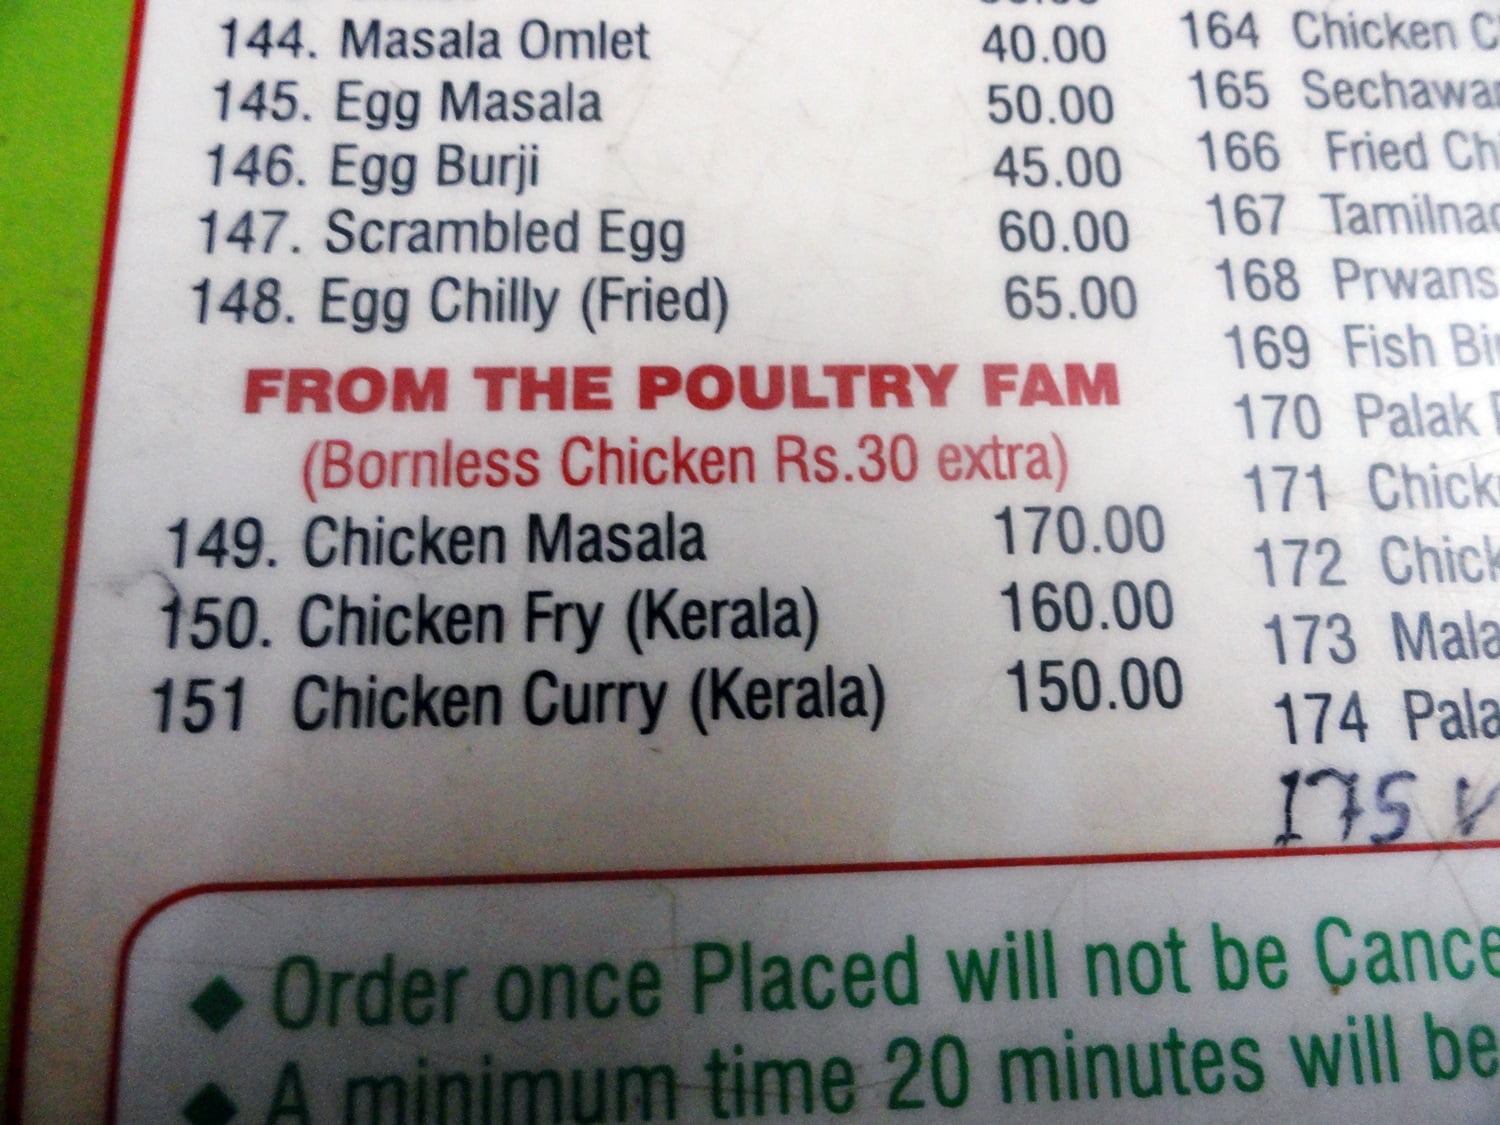 144. Masala Omlet 40.00
145. Egg Masala 50.00
146. Egg Burji 45.00
147. Scrambled Egg 60.00
148. Egg Chilly (Fried) 65.00
FROM THE POULTRY FAM
(Bornless Chicken Rs.30 extra)
149. Chicken Masala 170.00
150. Chicken Fry (Kerala) 160.00
151 Chicken Curry (Kerala) 150.00
164 Chicken
165
166 Fried
167
168 Prwans
169 Fish
170 Palak
171
172
173
174
175
◆ Order once Placed will not be
◆ A minimum time 20 minutes will be